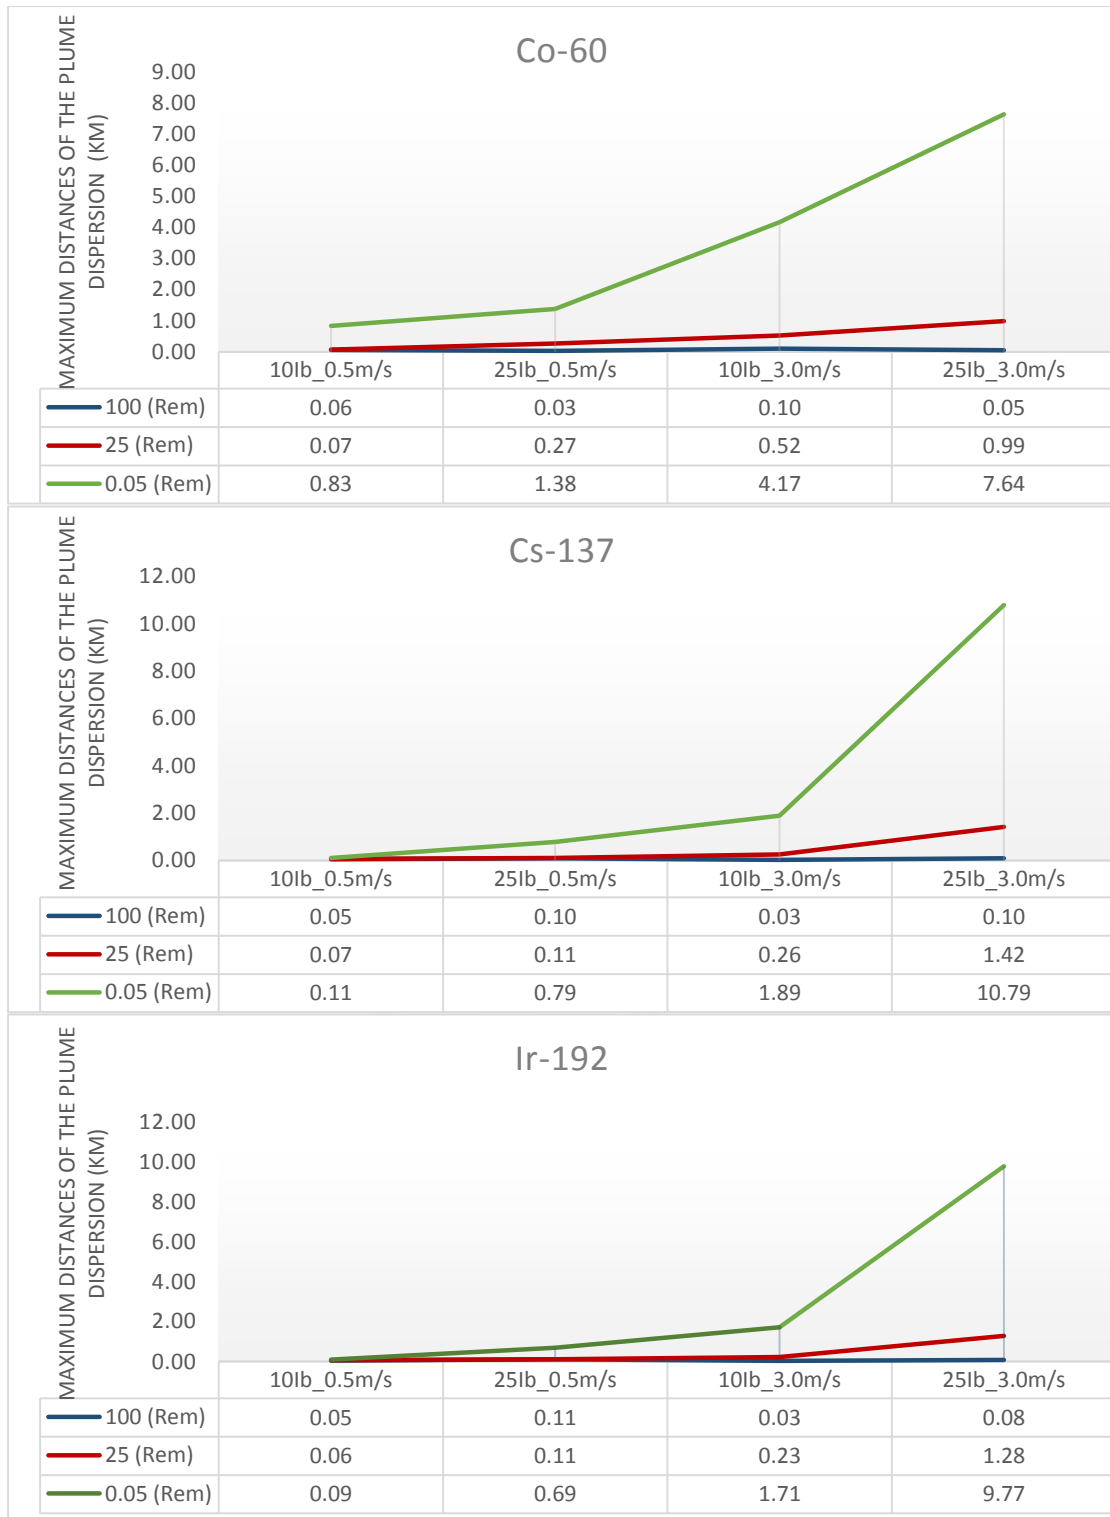 Co-60
MAXIMUM DISTANCES OF THE PLUME
DISPERSION (KM)
9.00
8.00
7.00
6.00
5.00
4.00
3.00
2.00
1.00
0.00
10Ib_0.5m/s 25Ib_0.5m/s 10Ib_3.0m/s 25Ib_3.0m/s
100 (Rem) 0.06 0.03 0.10 0.05
25 (Rem) 0.07 0.27 0.52 0.99
0.05 (Rem) 0.83 1.38 4.17 7.64
Cs-137
MAXIMUM DISTANCES OF THE PLUME
DISPERSION (KM)
12.00
10.00
8.00
6.00
4.00
2.00
0.00
10Ib_0.5m/s 25Ib_0.5m/s 10Ib_3.0m/s 25Ib_3.0m/s
100 (Rem) 0.05 0.10 0.03 0.10
25 (Rem) 0.07 0.11 0.26 1.42
0.05 (Rem) 0.11 0.79 1.89 10.79
Ir-192
MAXIMUM DISTANCES OF THE PLUME
DISPERSION (KM)
12.00
10.00
8.00
6.00
4.00
2.00
0.00
10Ib_0.5m/s 25Ib_0.5m/s 10Ib_3.0m/s 25Ib_3.0m/s
100 (Rem) 0.05 0.11 0.03 0.08
25 (Rem) 0.06 0.11 0.23 1.28
0.05 (Rem) 0.09 0.69 1.71 9.77